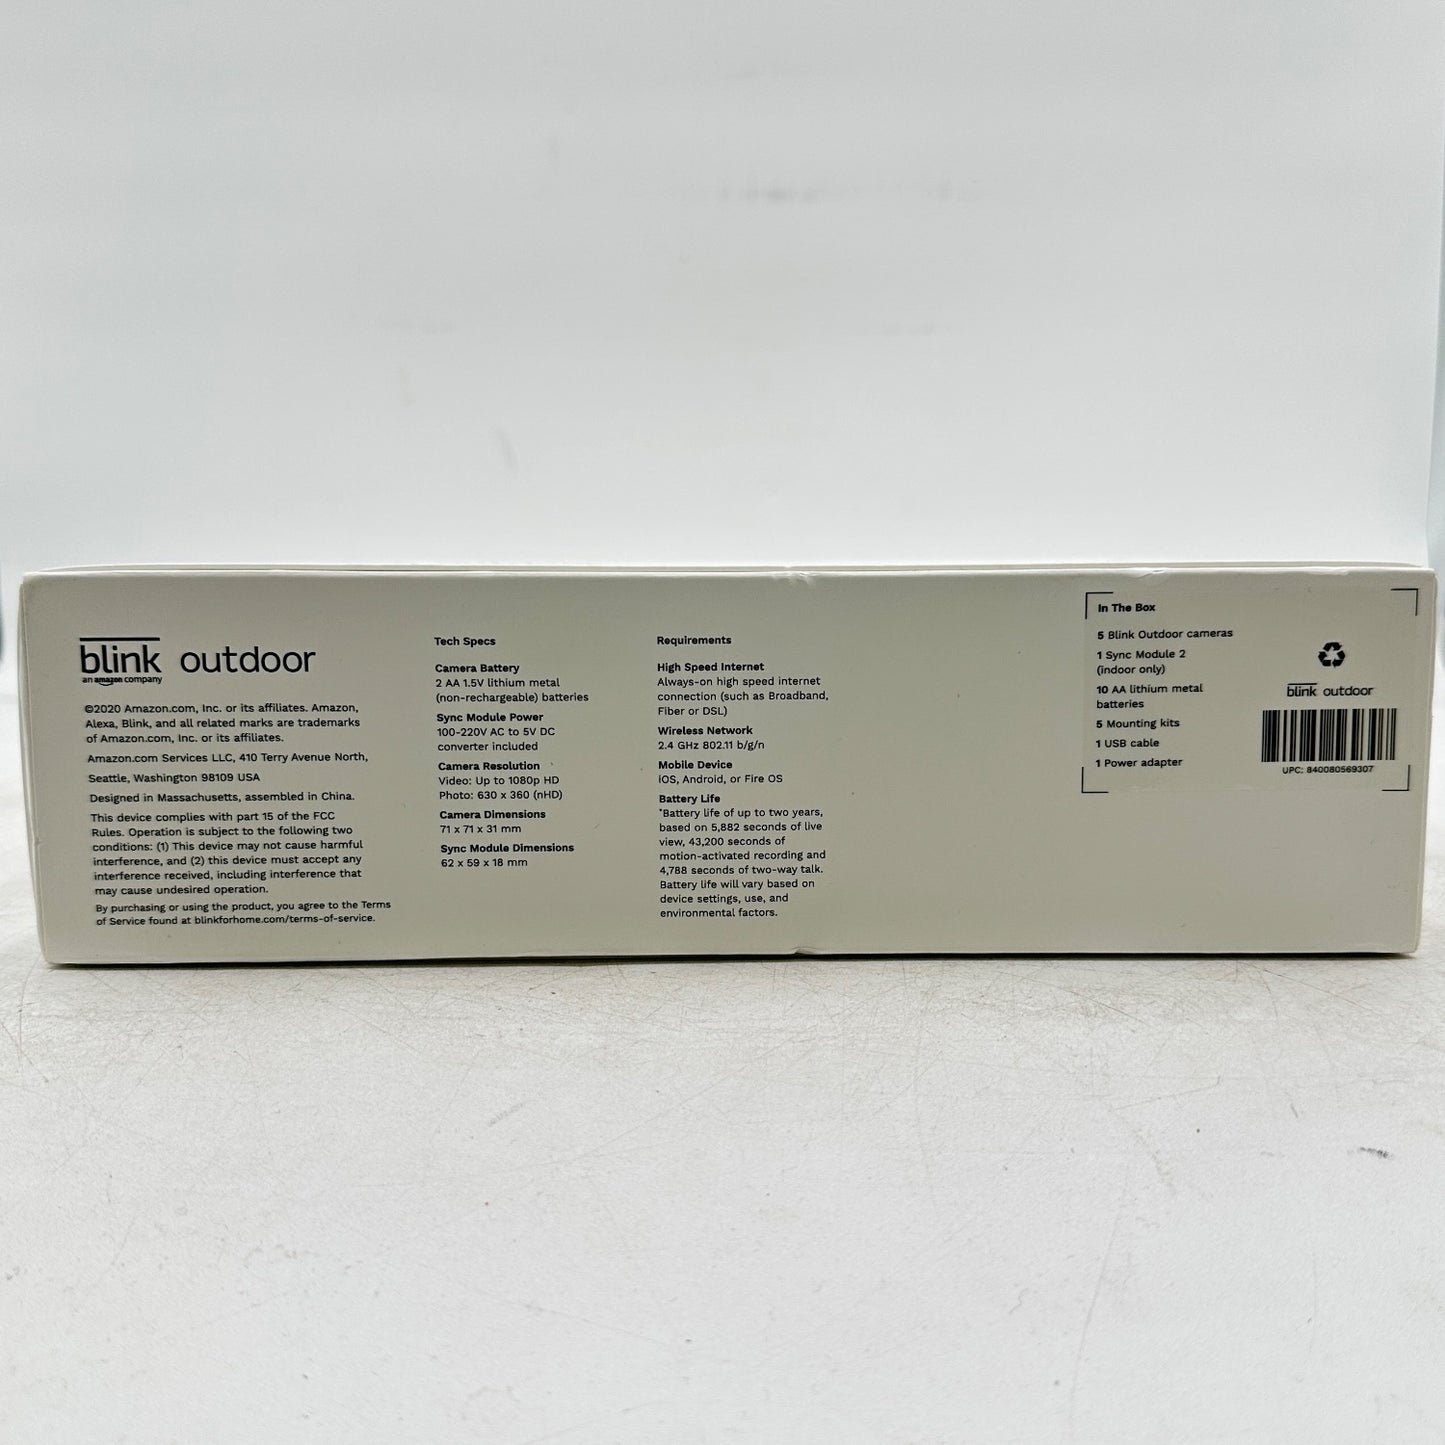 blink outdoor
an amazon company
©2020 Amazon.com, Inc. or its affiliates. Amazon,
Alexa, Blink, and all related marks are trademarks
of Amazon.com, Inc. or its affiliates.
Amazon.com Services LLC, 410 Terry Avenue North,
Seattle, Washington 98109 USA
Designed in Massachusetts, assembled in China.
This device complies with part 15 of the FCC
Rules. Operation is subject to the following two
conditions: (1) This device may not cause harmful
interference, and (2) this device must accept any
interference received, including interference that
may cause undesired operation.
By purchasing or using the product, you agree to the Terms
of Service found at blinkforhome.com/terms-of-service.
Tech Specs
Camera Battery
2 AA 1.5V lithium metal
(non-rechargeable) batteries
Sync Module Power
100-220V AC to 5V DC
converter included
Camera Resolution
Video: Up to 1080p HD
Photo: 630 x 360 (nHD)
Camera Dimensions
71 x 71 x 31 mm
Sync Module Dimensions
62 x 59 x 18 mm
Requirements
High Speed Internet
Always-on high speed internet
connection (such as Broadband,
Fiber or DSL)
Wireless Network
2.4 GHz 802.11 b/g/n
Mobile Device
iOS, Android, or Fire OS
Battery Life
*Battery life of up to two years,
based on 5,882 seconds of live
view, 43,200 seconds of
motion-activated recording and
4,788 seconds of two-way talk.
Battery life will vary based on
device settings, use, and
environmental factors.
In The Box
5 Blink Outdoor cameras
1 Sync Module 2
(indoor only)
10 AA lithium metal
batteries
5 Mounting kits
1 USB cable
1 Power adapter
blink outdoor
UPC: 840080569307